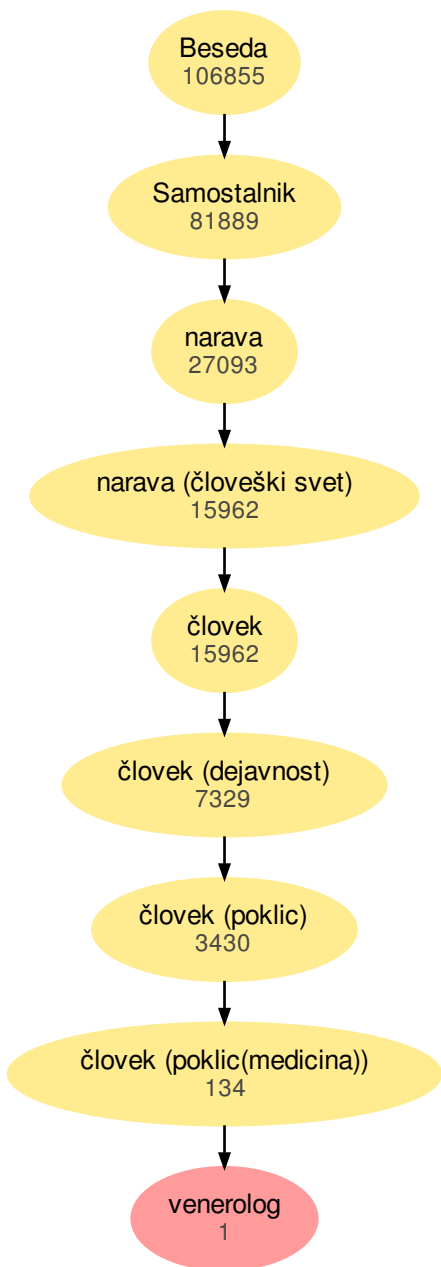 Beseda
106855
Samostalnik
81889
narava
27093
narava (človeški svet)
15962
človek
15962
človek (dejavnost)
7329
človek (poklic)
3430
človek (poklic(medicina))
134
venerolog
1